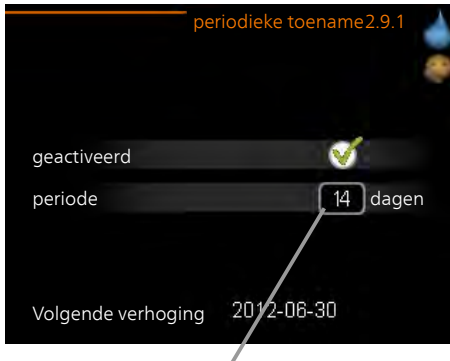 periodieke toename2.9.1
geactiveerd
periode 14 dagen
Volgende verhoging 2012-06-30